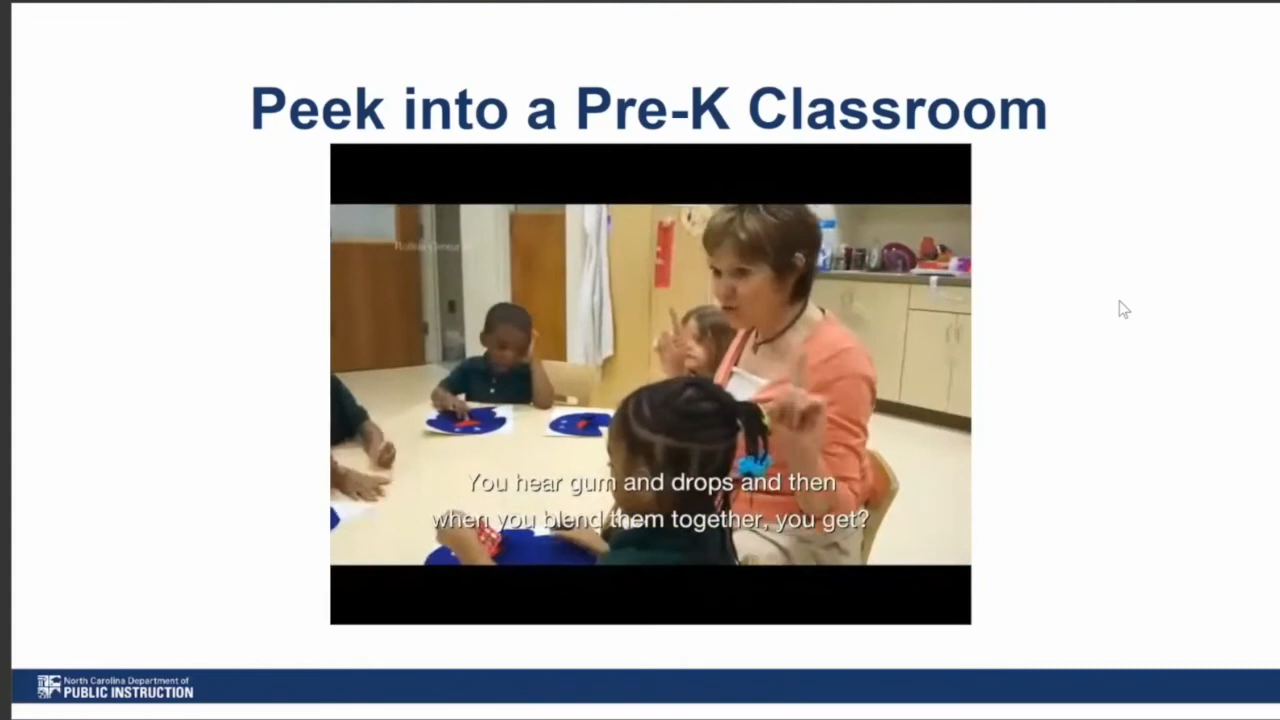 Peek into a Pre-K Classroom
You hear gum and drops and then
when you blend them together, you get?
North Carolina Department of
PUBLIC INSTRUCTION